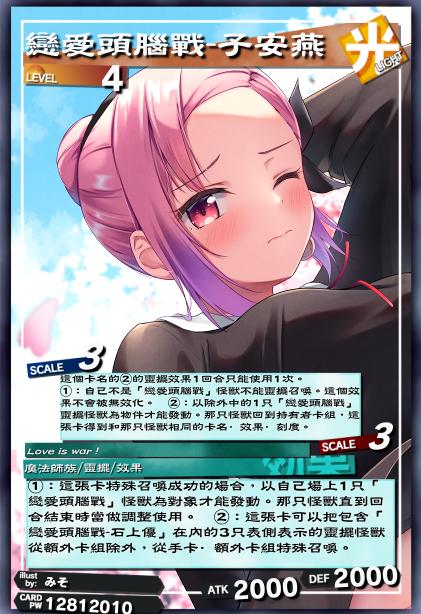 戀愛頭腦戰-子安燕
光
LIGHT
LEVEL 4
SCALE 3
這個卡名的②的靈擺效果1回合只能使用1次。
①：自己不是「戀愛頭腦戰」怪獸不能靈擺召喚。這個效
果不會被無效化。 ②：以除外中的1只「戀愛頭腦戰」
靈擺怪獸為物件才能發動。那只怪獸回到持有者卡組，這
張卡得到和那只怪獸相同的卡名·效果·刻度。
SCALE 3
Love is war !
魔法師族/靈擺/效果
效果
①：這張卡特殊召喚成功的場合，以自己場上1只「
戀愛頭腦戰」怪獸為對象才能發動。那只怪獸直到回
合結束時當做調整使用。 ②：這張卡可以把包含「
戀愛頭腦戰-石上優」在內的3只表側表示的靈擺怪獸
從額外卡組除外，從手卡·額外卡組特殊召喚。
illust by: みそ
CARD PW 12812010
ATK 2000
DEF 2000